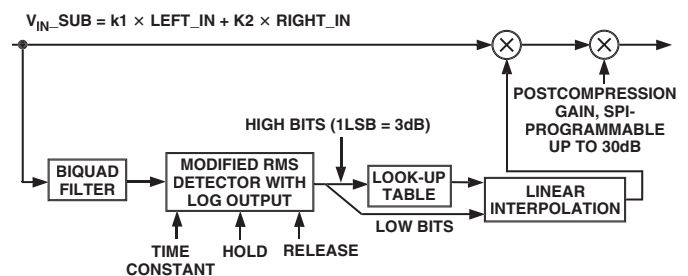 V_IN_SUB = k1 × LEFT_IN + K2 × RIGHT_IN
×
×
POSTCOMPRESSION
GAIN, SPI-
PROGRAMMABLE
UP TO 30dB
HIGH BITS (1LSB = 3dB)
BIQUAD
FILTER
MODIFIED RMS
DETECTOR WITH
LOG OUTPUT
LOOK-UP
TABLE
LINEAR
INTERPOLATION
LOW BITS
TIME
CONSTANT
HOLD
RELEASE